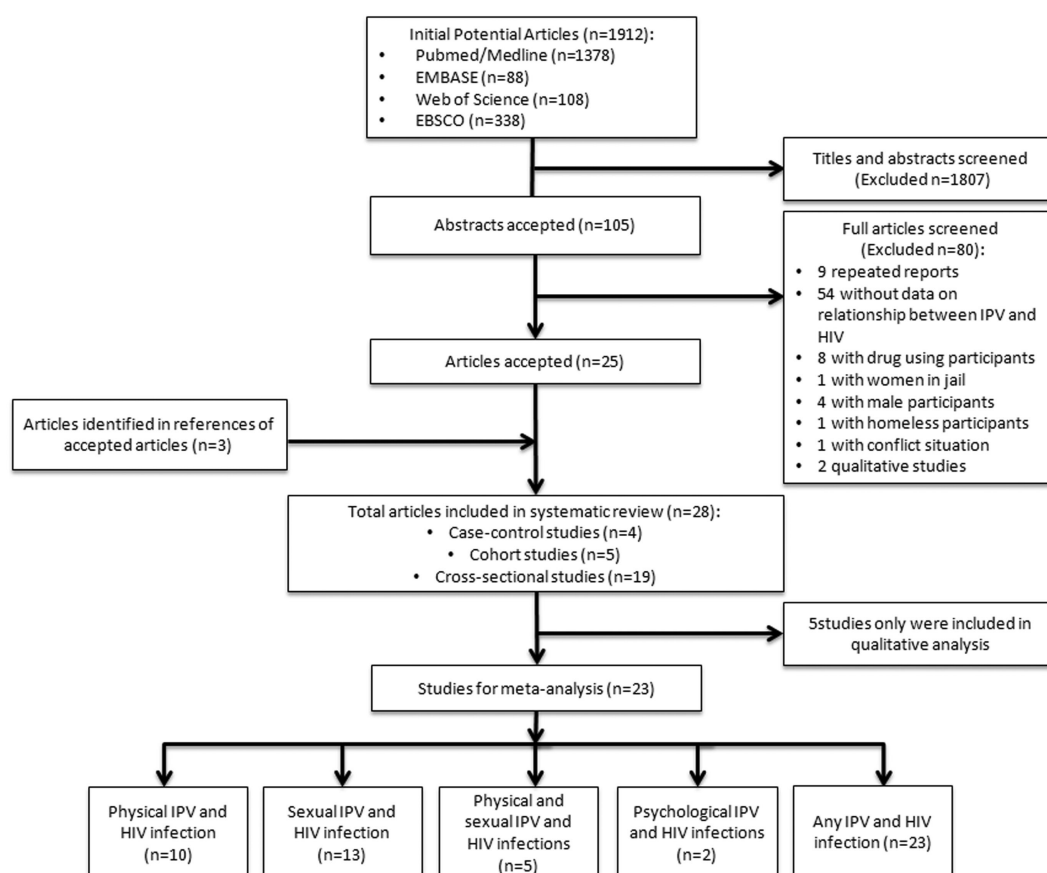 Initial Potential Articles (n=1912):
• Pubmed/Medline (n=1378)
• EMBASE (n=88)
• Web of Science (n=108)
• EBSCO (n=338)
Titles and abstracts screened
(Excluded n=1807)
Abstracts accepted (n=105)
Full articles screened
(Excluded n=80):
• 9 repeated reports
• 54 without data on
relationship between IPV and
HIV
• 8 with drug using participants
• 1 with women in jail
• 4 with male participants
• 1 with homeless participants
• 1 with conflict situation
• 2 qualitative studies
Articles accepted (n=25)
Articles identified in references of
accepted articles (n=3)
Total articles included in systematic review (n=28):
• Case-control studies (n=4)
• Cohort studies (n=5)
• Cross-sectional studies (n=19)
5studies only were included in
qualitative analysis
Studies for meta-analysis (n=23)
Physical IPV and
HIV infection
(n=10)
Sexual IPV and
HIV infection
(n=13)
Physical and
sexual IPV and
HIV infections
(n=5)
Psychological IPV
and HIV infections
(n=2)
Any IPV and HIV
infection (n=23)